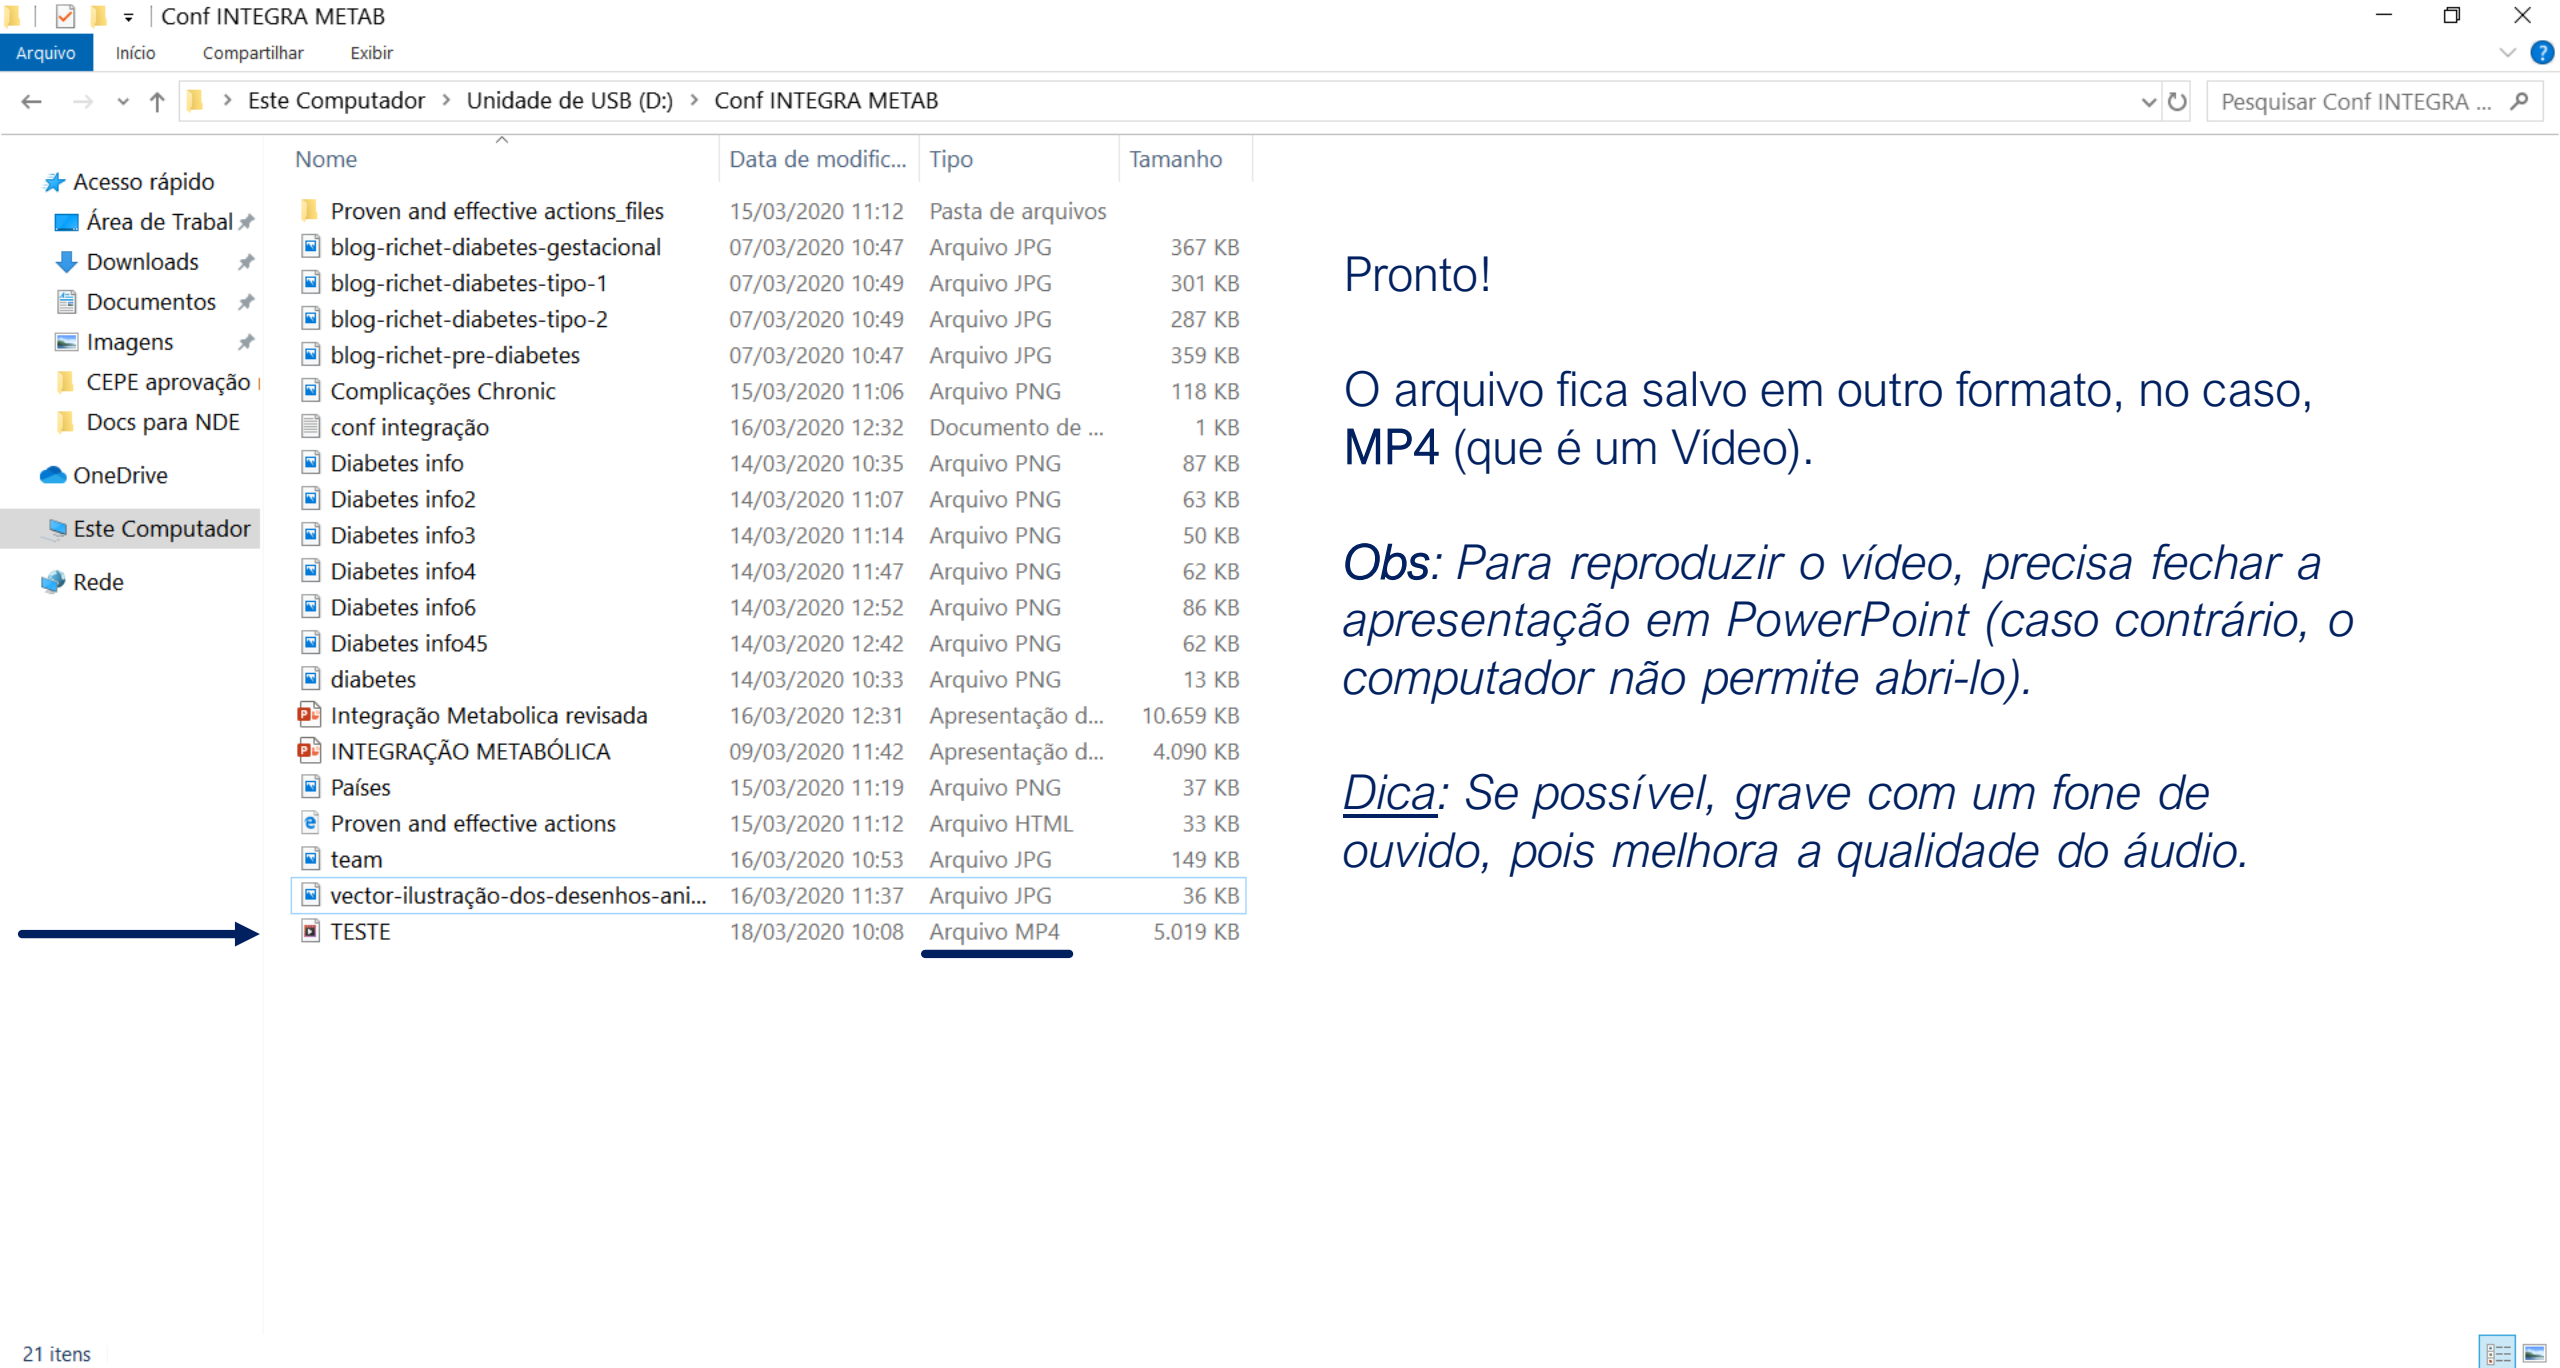 Conf INTEGRA METAB
Arquivo Início Compartilhar Exibir
Este Computador > Unidade de USB (D:) > Conf INTEGRA METAB
Pesquisar Conf INTEGRA ...
Acesso rápido
Área de Trabal
Downloads
Documentos
Imagens
CEPE aprovação
Docs para NDE
OneDrive
Este Computador
Rede
Nome Data de modific... Tipo Tamanho
Proven and effective actions_files 15/03/2020 11:12 Pasta de arquivos
blog-richet-diabetes-gestacional 07/03/2020 10:47 Arquivo JPG 367 KB
blog-richet-diabetes-tipo-1 07/03/2020 10:49 Arquivo JPG 301 KB
blog-richet-diabetes-tipo-2 07/03/2020 10:49 Arquivo JPG 287 KB
blog-richet-pre-diabetes 07/03/2020 10:47 Arquivo JPG 359 KB
Complicações Chronic 15/03/2020 11:06 Arquivo PNG 118 KB
conf integração 16/03/2020 12:32 Documento de ... 1 KB
Diabetes info 14/03/2020 10:35 Arquivo PNG 87 KB
Diabetes info2 14/03/2020 11:07 Arquivo PNG 63 KB
Diabetes info3 14/03/2020 11:14 Arquivo PNG 50 KB
Diabetes info4 14/03/2020 11:47 Arquivo PNG 62 KB
Diabetes info6 14/03/2020 12:52 Arquivo PNG 86 KB
Diabetes info45 14/03/2020 12:42 Arquivo PNG 62 KB
diabetes 14/03/2020 10:33 Arquivo PNG 13 KB
Integração Metabolica revisada 16/03/2020 12:31 Apresentação d... 10.659 KB
INTEGRAÇÃO METABÓLICA 09/03/2020 11:42 Apresentação d... 4.090 KB
Países 15/03/2020 11:19 Arquivo PNG 37 KB
Proven and effective actions 15/03/2020 11:12 Arquivo HTML 33 KB
team 16/03/2020 10:53 Arquivo JPG 149 KB
vector-ilustração-dos-desenhos-ani... 16/03/2020 11:37 Arquivo JPG 36 KB
TESTE 18/03/2020 10:08 Arquivo MP4 5.019 KB
Pronto!
O arquivo fica salvo em outro formato, no caso,
MP4 (que é um Vídeo).
Obs: Para reproduzir o vídeo, precisa fechar a
apresentação em PowerPoint (caso contrário, o
computador não permite abri-lo).
Dica: Se possível, grave com um fone de
ouvido, pois melhora a qualidade do áudio.
21 itens